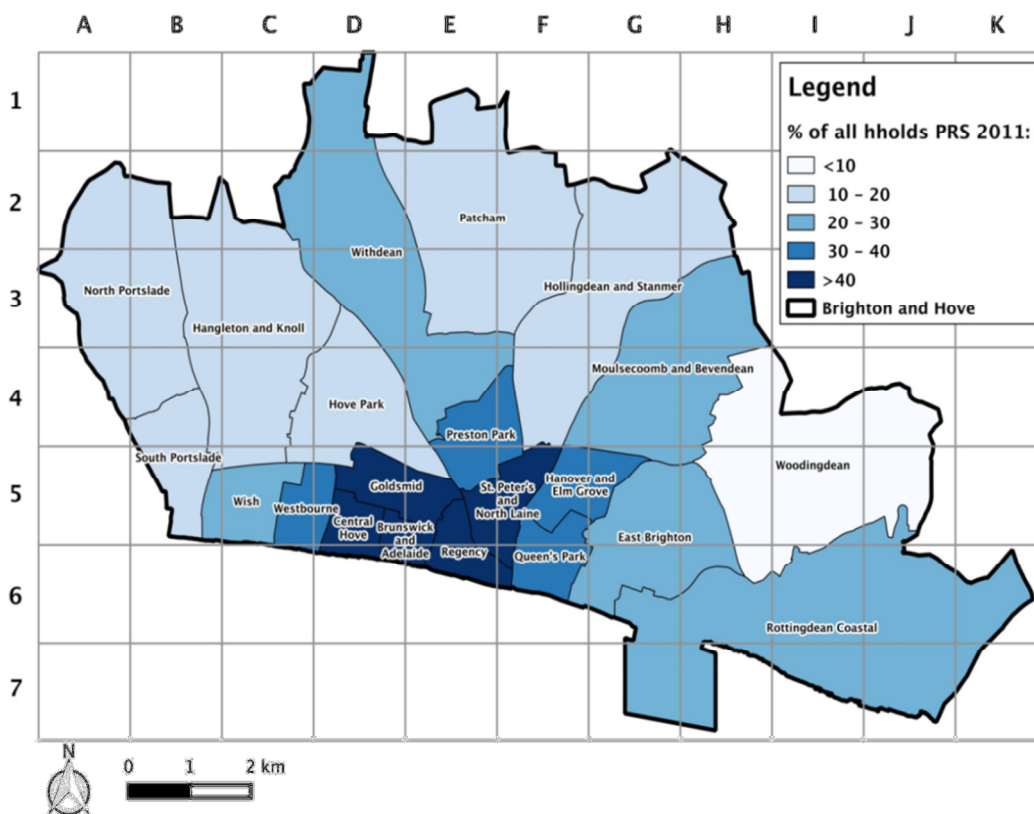 A B C D E F G H I J K
1
2
3
4
5
6
7
Legend
% of all hholds PRS 2011:
<10
10 – 20
20 – 30
30 – 40
>40
Brighton and Hove
Patcham
Withdean
Hollingdean and Stanmer
North Portslade
Hangleton and Knoll
Moulsecoomb and Bevendean
Hove Park
Preston Park
South Portslade
Woodingdean
Goldsmid
Hanover and
Elm Grove
St. Peter's
and
North Laine
Wish
Westbourne
Central
Hove
Brunswick
and
Adelaide
Regency
East Brighton
Queen's Park
Rottingdean Coastal
N
0 1 2 km